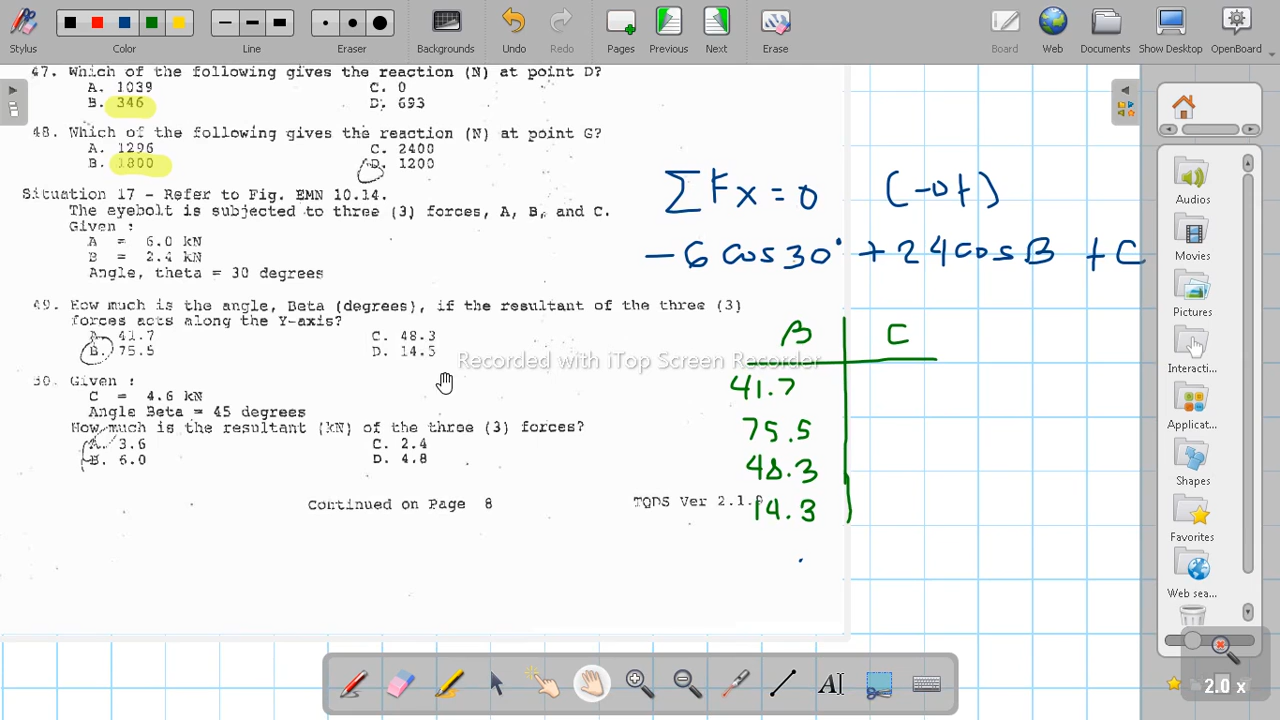 Stylus Color Line Eraser Backgrounds Undo Redo Pages Previous Next Erase Board Web Documents Show Desktop OpenBoard
47. Which of the following gives the reaction (N) at point D?
A. 1039 C. 0
B. 346 D. 693
48. Which of the following gives the reaction (N) at point G?
A. 1296 C. 2400
B. 1800 D. 1200
Situation 17 - Refer to Fig. EMN 10.14.
The eyebolt is subjected to three (3) forces, A, B, and C.
Given :
A = 6.0 kN
B = 2.4 kN
Angle, theta = 30 degrees
49. How much is the angle, Beta (degrees), if the resultant of the three (3)
forces acts along the Y-axis?
A. 41.7 C. 48.3
B. 75.5 D. 14.5
50. Given :
C = 4.6 kN
Angle Beta = 45 degrees
How much is the resultant (kN) of the three (3) forces?
A. 3.6 C. 2.4
B. 6.0 D. 4.8
Continued on Page 8
∑Fx = 0 (→+)
- 6 cos30° + 24cosB + C
β C
41.7
75.5
48.3
14.3
Recorded with iTop Screen Recorder
Audios
Movies
Pictures
Interacti...
Applicat...
Shapes
Favorites
Web sea...
2.0 x